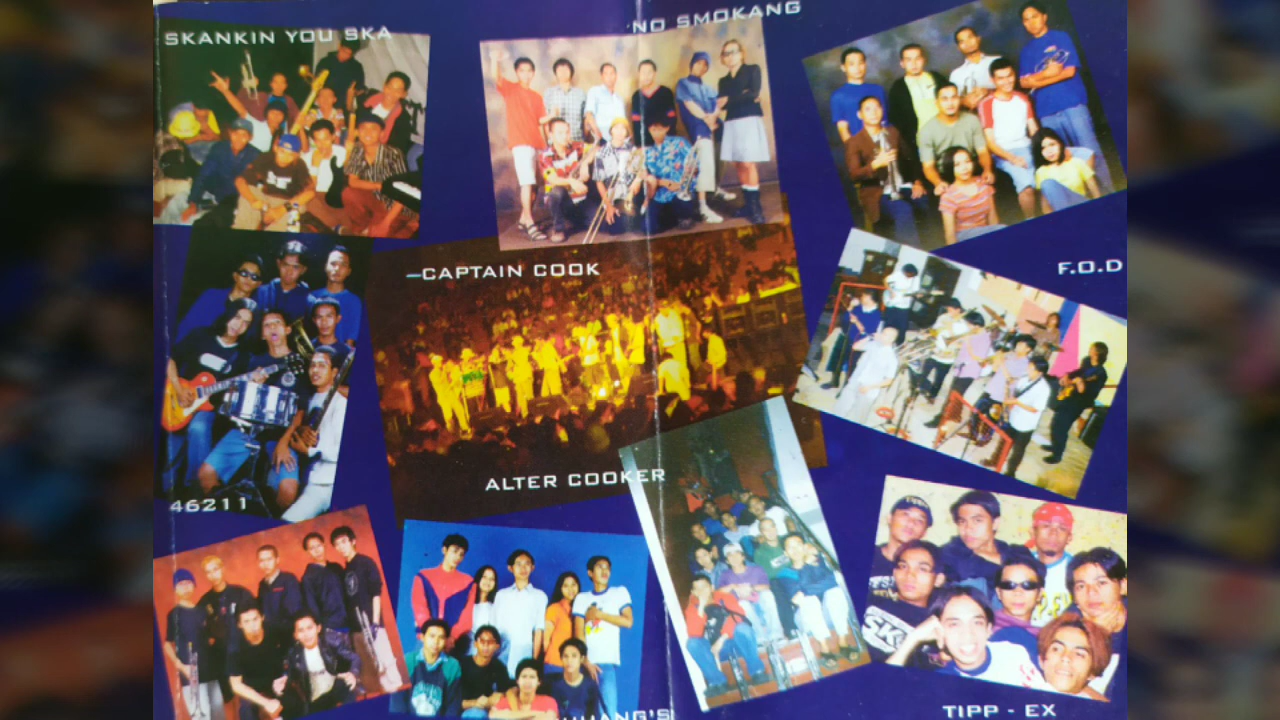 SKANKIN YOU SKA
NO SMOKANG
CAPTAIN COOK
F.O.D
ALTER COOKER
46211
TIPP - EX